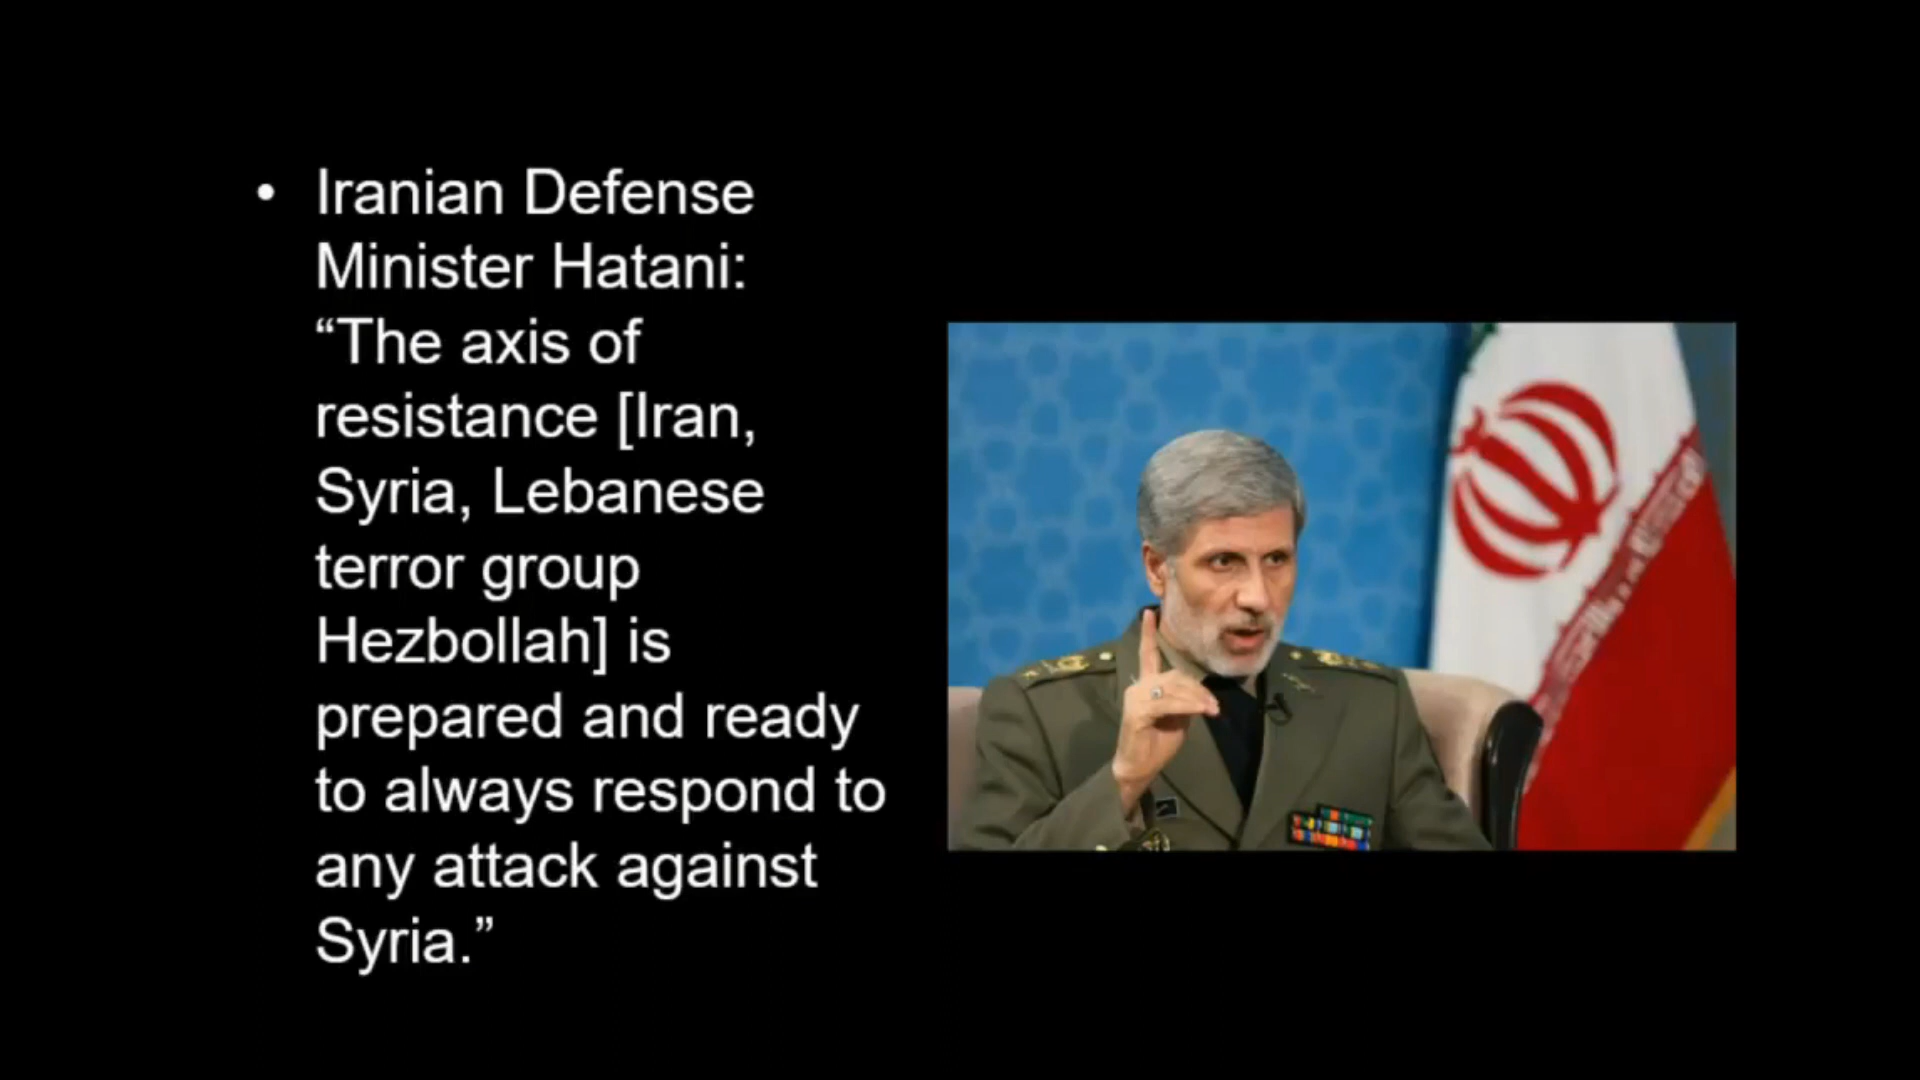 • Iranian Defense
Minister Hatani:
“The axis of
resistance [Iran,
Syria, Lebanese
terror group
Hezbollah] is
prepared and ready
to always respond to
any attack against
Syria.”